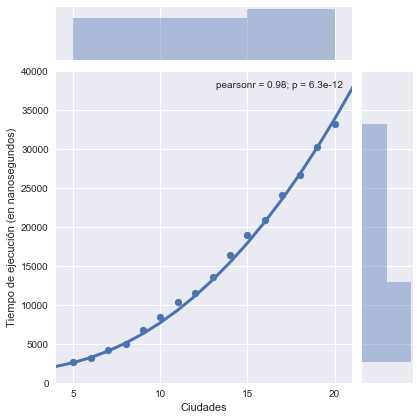 pearsonr = 0.98; p = 6.3e-12
40000
35000
30000
25000
20000
15000
10000
5000
0
Tiempo de ejecución (en nanosegundos)
5 10 15 20
Ciudades